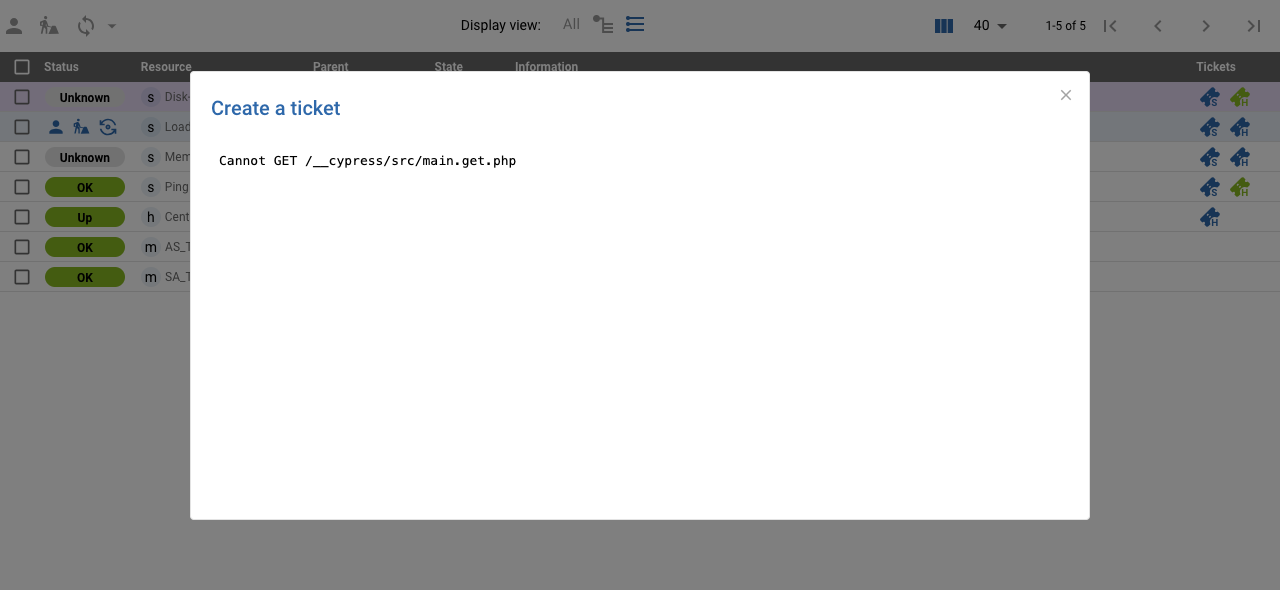 Display view: All 40 1-5 of 5
Status Resource Parent State Information Tickets
Create a ticket
Cannot GET /__cypress/src/main.get.php
Unknown s Disk- S H
s Load S H
Unknown s Mem S H
OK s Ping S H
Up h Cent H
OK m AS_T
OK m SA_T